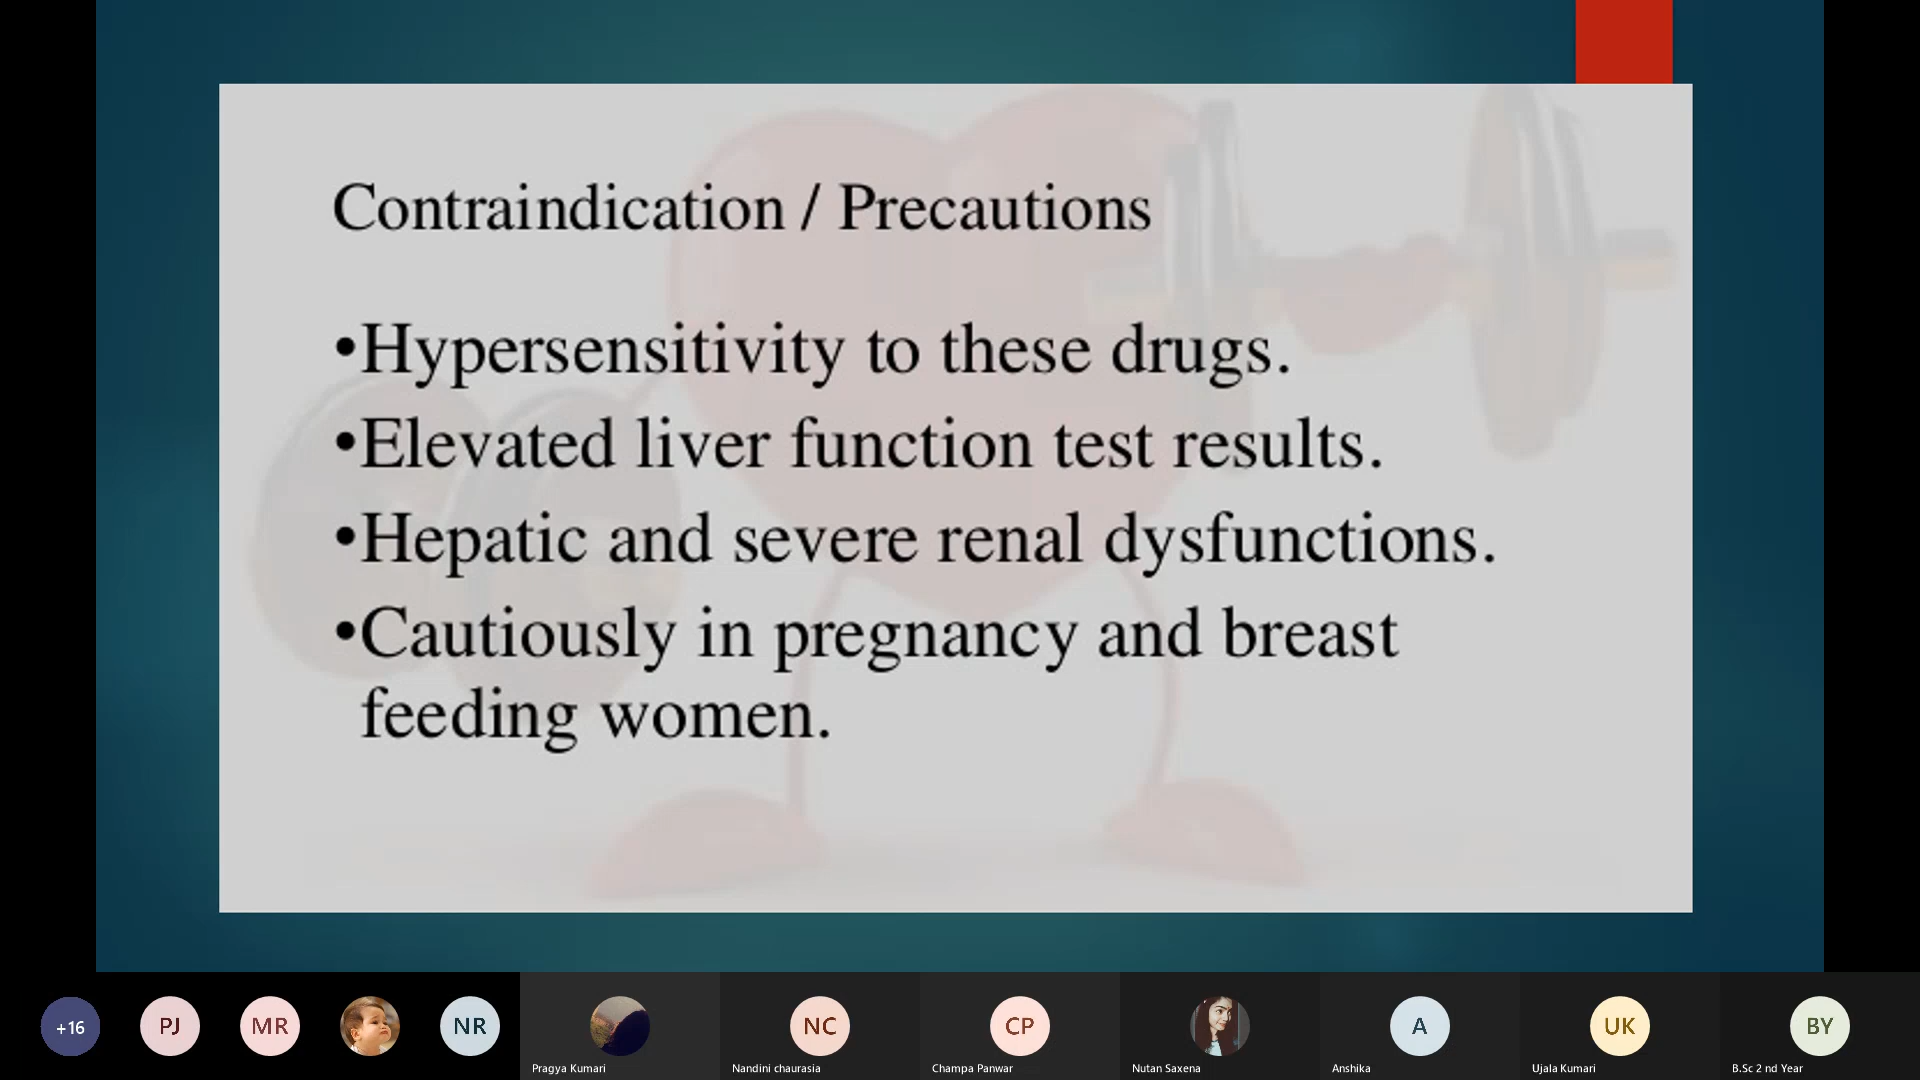 Contraindication / Precautions
•Hypersensitivity to these drugs.
•Elevated liver function test results.
•Hepatic and severe renal dysfunctions.
•Cautiously in pregnancy and breast
feeding women.
+16
PJ
MR
NR
NC
CP
A
UK
BY
Pragya Kumari
Nandini chaurasia
Champa Panwar
Nutan Saxena
Anshika
Ujala Kumari
B.Sc 2 nd Year